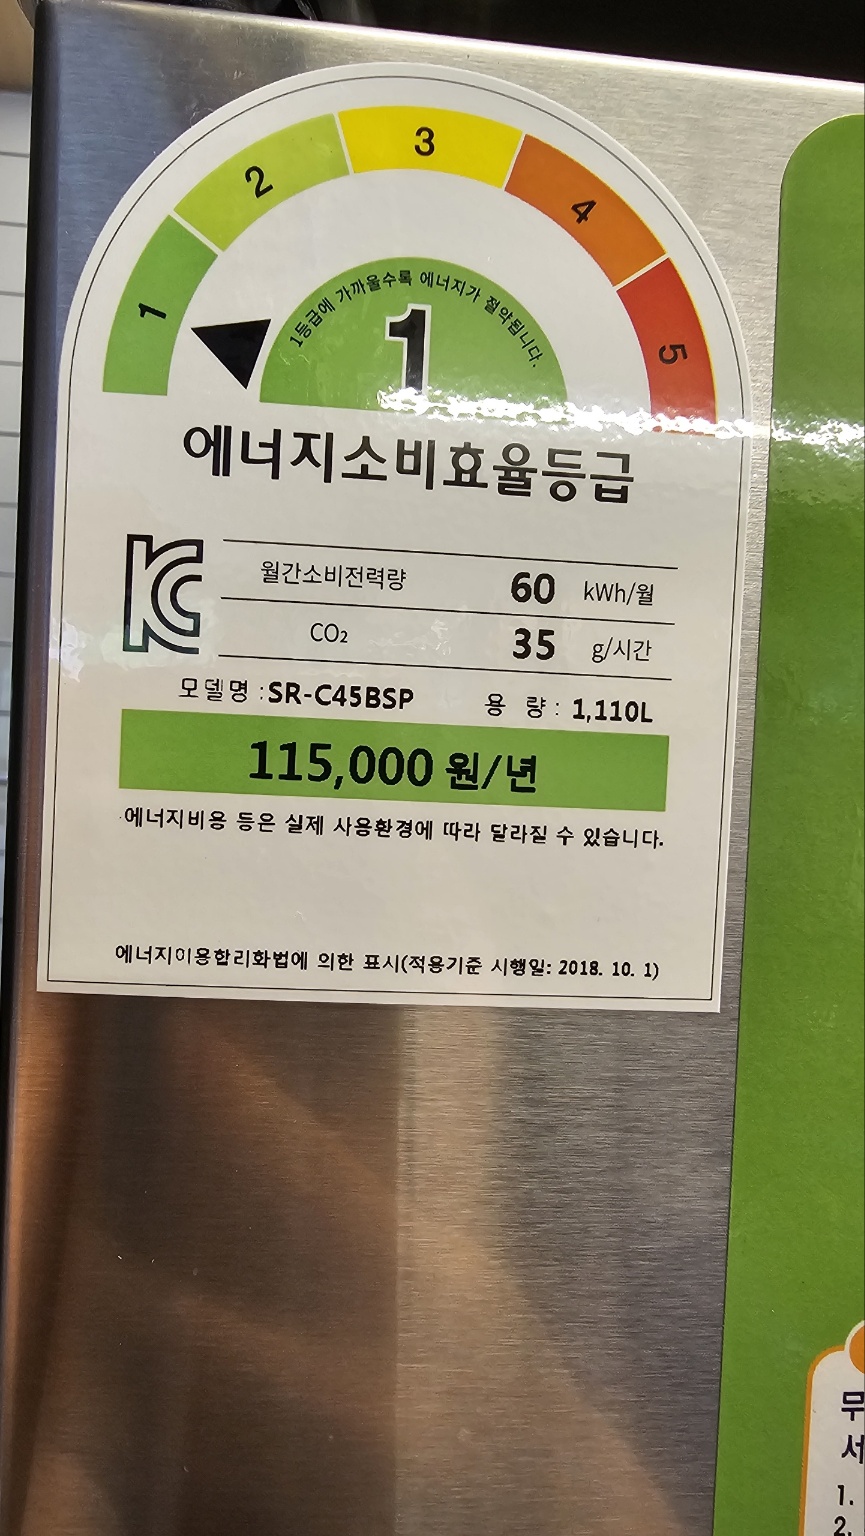 1
2
3
4
5
1등급에 가까울수록 에너지가 절약됩니다.
1
에너지소비효율등급
KC
월간소비전력량 60 kWh/월
CO₂ 35 g/시간
모델명 : SR-C45BSP 용 량 : 1,110L
115,000 원/년
·에너지비용 등은 실제 사용환경에 따라 달라질 수 있습니다.
에너지이용합리화법에 의한 표시(적용기준 시행일: 2018. 10. 1)
무
서
1.
2.